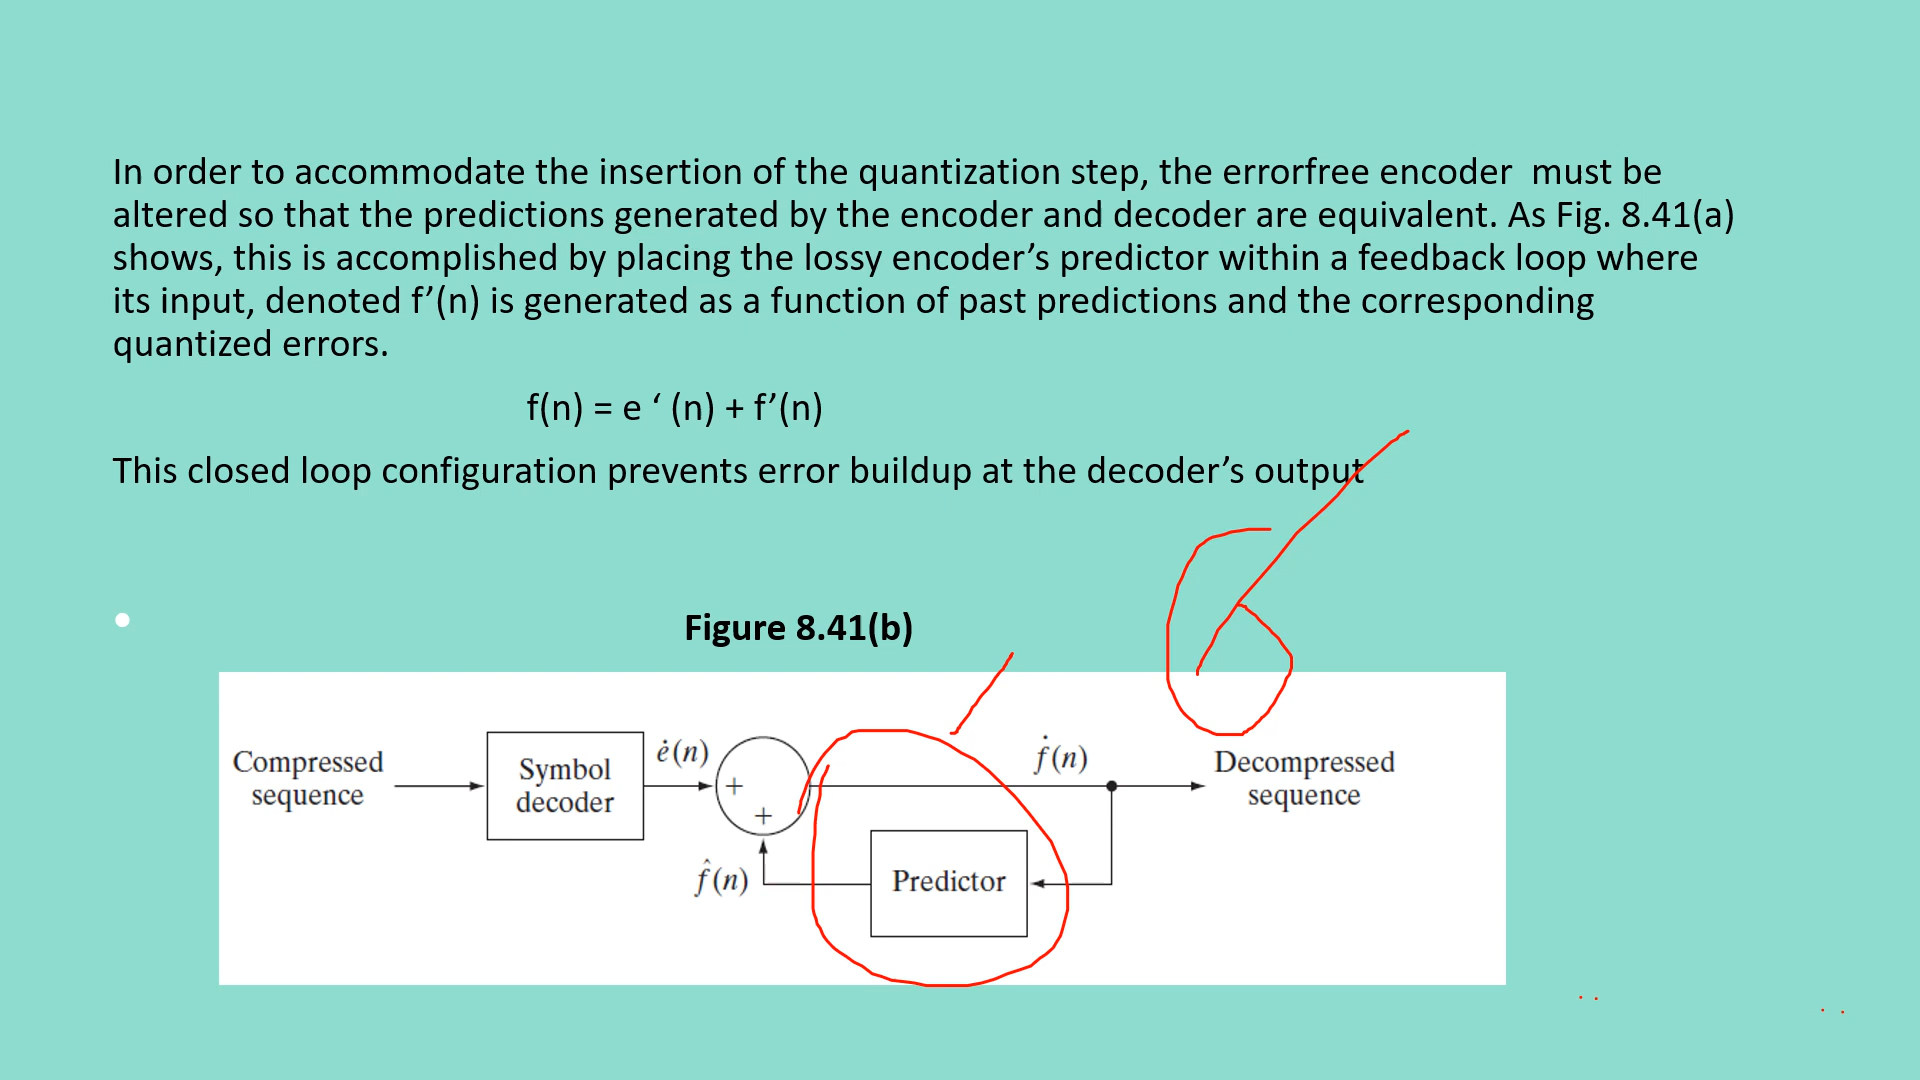 In order to accommodate the insertion of the quantization step, the errorfree encoder  must be
altered so that the predictions generated by the encoder and decoder are equivalent. As Fig. 8.41(a)
shows, this is accomplished by placing the lossy encoder’s predictor within a feedback loop where
its input, denoted f’(n) is generated as a function of past predictions and the corresponding
quantized errors.
f(n) = e ‘ (n) + f’(n)
This closed loop configuration prevents error buildup at the decoder’s output
Figure 8.41(b)
Compressed
sequence
Symbol
decoder
ė(n)
+
+
f̂(n)
Predictor
ḟ(n)
Decompressed
sequence